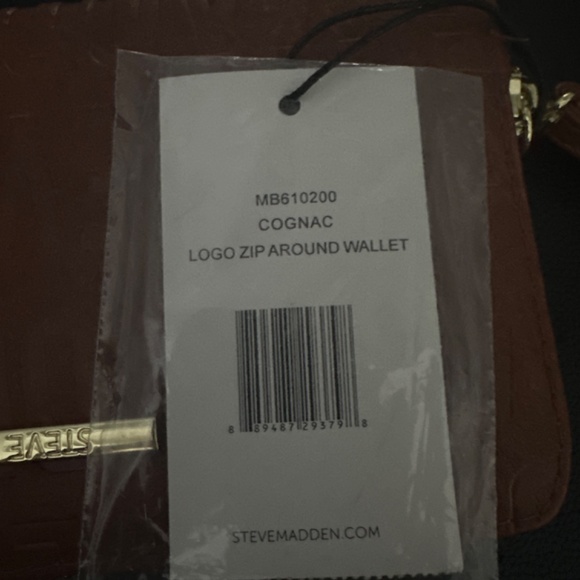 MB610200
COGNAC
LOGO ZIP AROUND WALLET
8 89487 29379 8
STEVEMADDEN.COM
STEVE